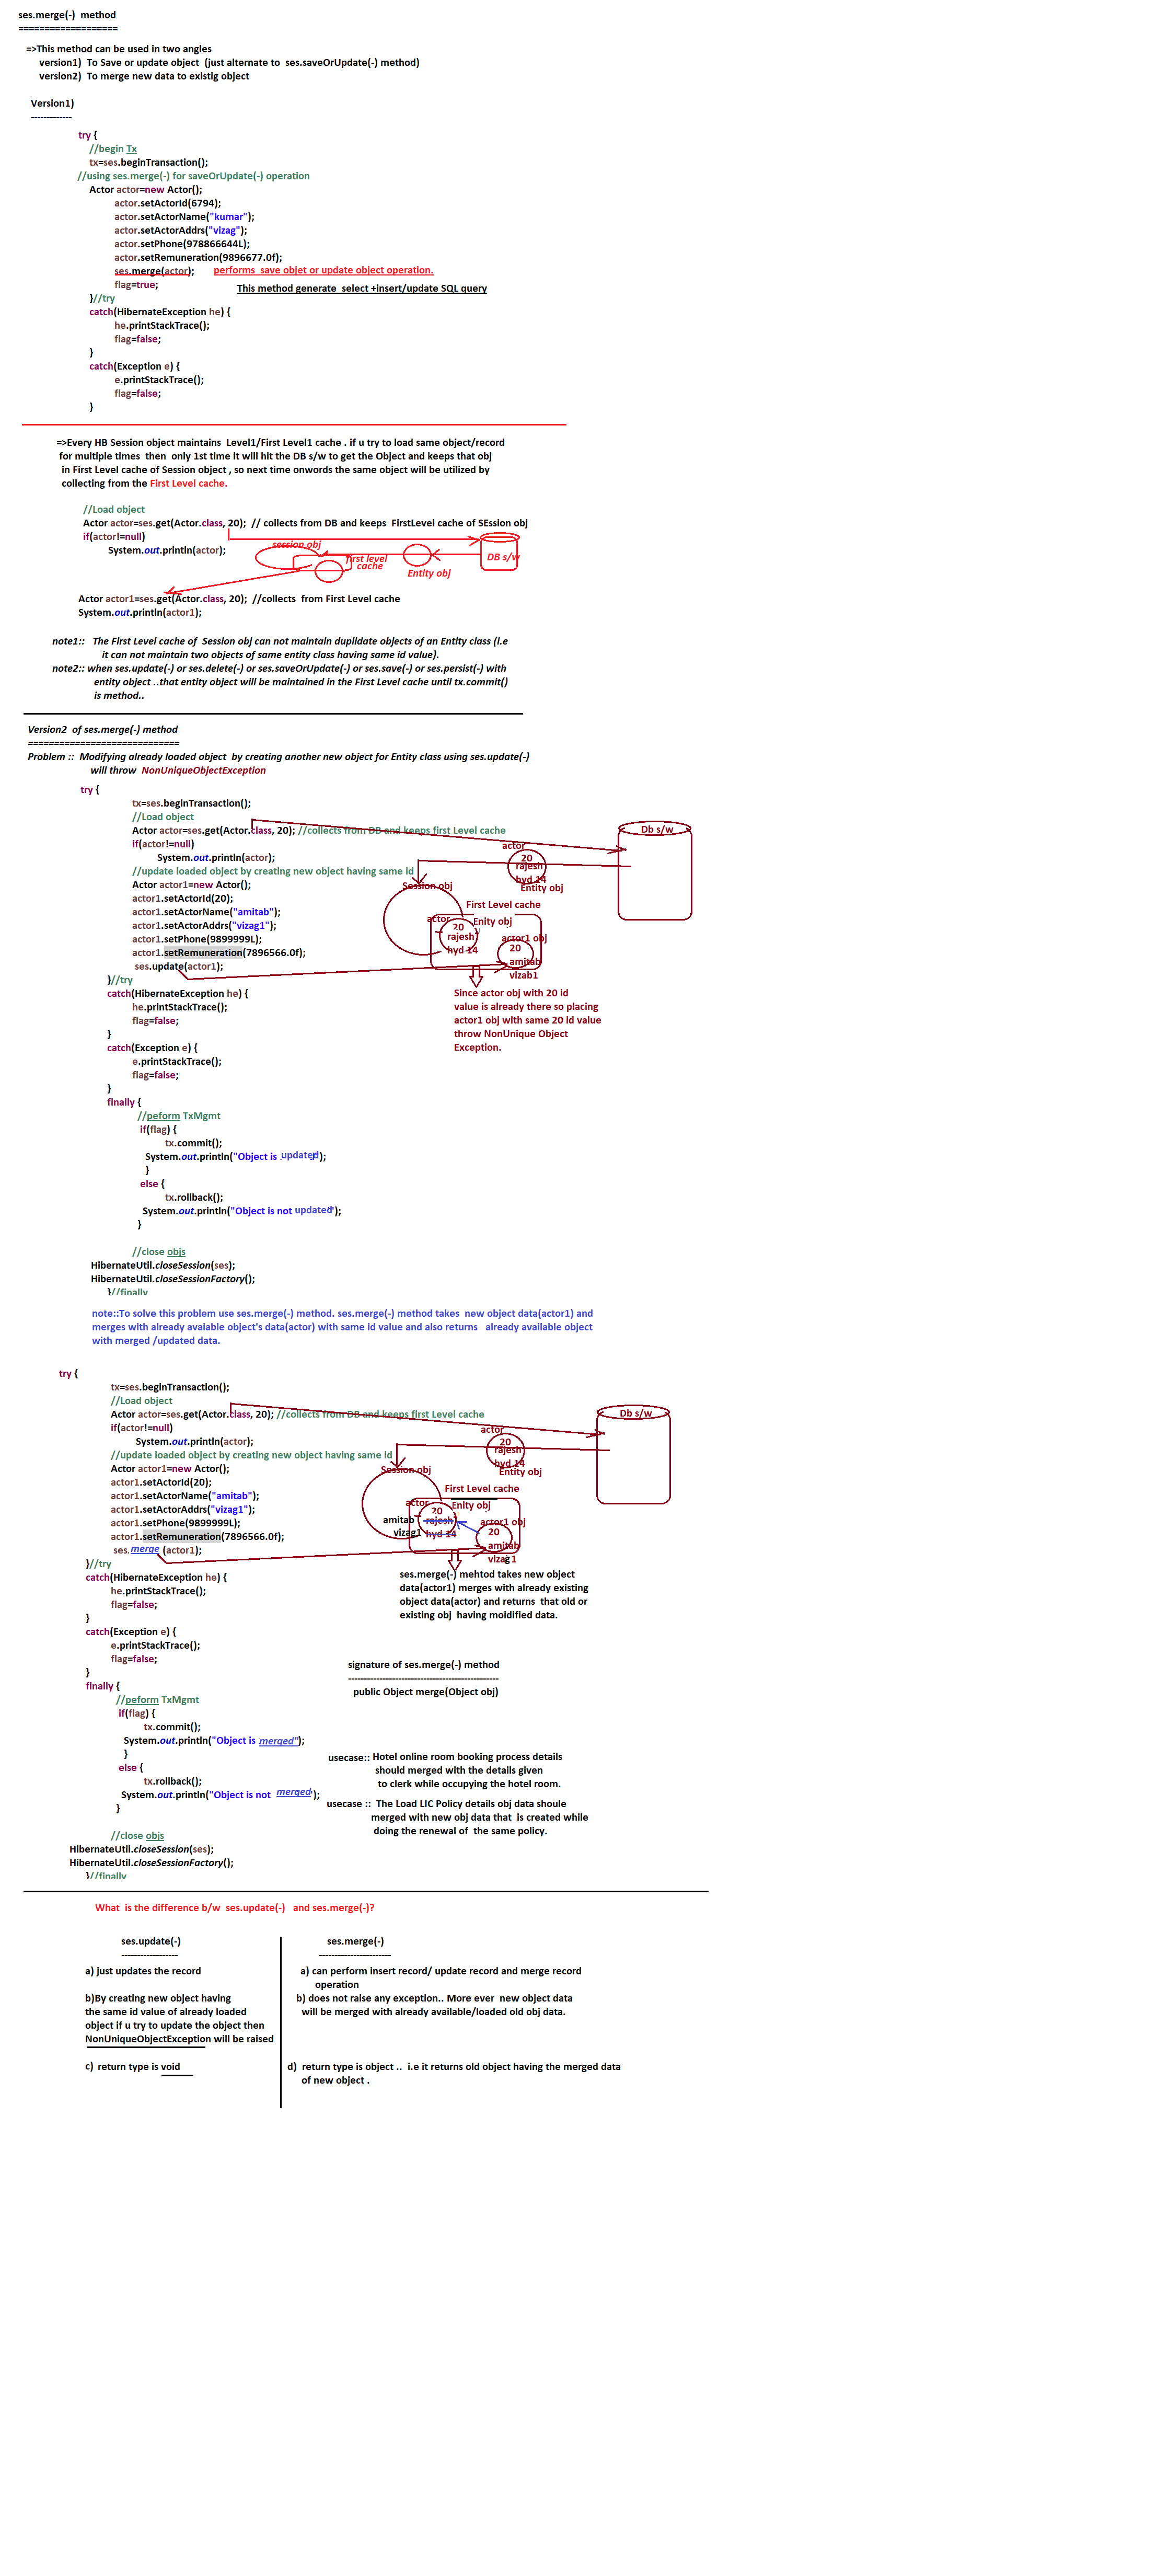 ses.merge(-)  method
===================
=>This method can be used in two angles
version1)  To Save or update object  (just alternate to  ses.saveOrUpdate(-) method)
version2)  To merge new data to existig object
Version1)
-------------
try {
//begin Tx
tx=ses.beginTransaction();
//using ses.merge(-) for saveOrUpdate(-) operation
Actor actor=new Actor();
actor.setActorId(6794);
actor.setActorName("kumar");
actor.setActorAddrs("vizag");
actor.setPhone(978866644L);
actor.setRemuneration(9896677.0f);
ses.merge(actor);    performs  save objet or update object operation.
flag=true;
This method generate  select +insert/update SQL query
}//try
catch(HibernateException he) {
he.printStackTrace();
flag=false;
}
catch(Exception e) {
e.printStackTrace();
flag=false;
}
=>Every HB Session object maintains  Level1/First Level1 cache . if u try to load same object/record
for multiple times  then  only 1st time it will hit the DB s/w to get the Object and keeps that obj
in First Level cache of Session object , so next time onwords the same object will be utilized by
collecting from the First Level cache.
//Load object
Actor actor=ses.get(Actor.class, 20);  // collects from DB and keeps  FirstLevel cache of SEssion obj
if(actor!=null)
System.out.println(actor);
session obj
first level
cache
Entity obj
DB s/w
Actor actor1=ses.get(Actor.class, 20);  //collects  from First Level cache
System.out.println(actor1);
note1::   The First Level cache of  Session obj can not maintain duplidate objects of an Entity class (i.e
it can not maintain two objects of same entity class having same id value).
note2:: when ses.update(-) or ses.delete(-) or ses.saveOrUpdate(-) or ses.save(-) or ses.persist(-) with
entity object ..that entity object will be maintained in the First Level cache until tx.commit()
is method..
Version2  of ses.merge(-) method
=============================
Problem ::  Modifying already loaded object  by creating another new object for Entity class using ses.update(-)
will throw  NonUniqueObjectException
try {
tx=ses.beginTransaction();
//Load object
Actor actor=ses.get(Actor.class, 20); //collects from DB and keeps first Level cache
if(actor!=null)
System.out.println(actor);
//update loaded object by creating new object having same id
Actor actor1=new Actor();
actor1.setActorId(20);
actor1.setActorName("amitab");
actor1.setActorAddrs("vizag1");
actor1.setPhone(9899999L);
actor1.setRemuneration(7896566.0f);
ses.update(actor1);
}//try
catch(HibernateException he) {
he.printStackTrace();
flag=false;
}
catch(Exception e) {
e.printStackTrace();
flag=false;
}
finally {
//peform TxMgmt
if(flag) {
tx.commit();
System.out.println("Object is updated");
}
else {
tx.rollback();
System.out.println("Object is not updated");
}
//close objs
HibernateUtil.closeSession(ses);
HibernateUtil.closeSessionFactory();
}//finally
Db s/w
actor
20
rajesh
hyd 14
Entity obj
Session obj
First Level cache
actor
Enity obj
20
rajesh
hyd 14
actor1 obj
20
amitab
vizab1
Since actor obj with 20 id
value is already there so placing
actor1 obj with same 20 id value
throw NonUnique Object
Exception.
note::To solve this problem use ses.merge(-) method. ses.merge(-) method takes  new object data(actor1) and
merges with already avaiable object's data(actor) with same id value and also returns   already available object
with merged /updated data.
try {
tx=ses.beginTransaction();
//Load object
Actor actor=ses.get(Actor.class, 20); //collects from DB and keeps first Level cache
if(actor!=null)
System.out.println(actor);
//update loaded object by creating new object having same id
Actor actor1=new Actor();
actor1.setActorId(20);
actor1.setActorName("amitab");
actor1.setActorAddrs("vizag1");
actor1.setPhone(9899999L);
actor1.setRemuneration(7896566.0f);
ses.merge (actor1);
}//try
catch(HibernateException he) {
he.printStackTrace();
flag=false;
}
catch(Exception e) {
e.printStackTrace();
flag=false;
}
finally {
//peform TxMgmt
if(flag) {
tx.commit();
System.out.println("Object is merged");
}
else {
tx.rollback();
System.out.println("Object is not  merged");
}
//close objs
HibernateUtil.closeSession(ses);
HibernateUtil.closeSessionFactory();
}//finally
Db s/w
actor
20
rajesh
hyd 14
Entity obj
Session obj
First Level cache
actor
Enity obj
20
amitab rajesh
vizag1 hyd 14
actor1 obj
20
amitab
vizag1
ses.merge(-) mehtod takes new object
data(actor1) merges with already existing
object data(actor) and returns  that old or
existing obj  having moidified data.
signature of ses.merge(-) method
------------------------------------------------
public Object merge(Object obj)
usecase:: Hotel online room booking process details
should merged with the details given
to clerk while occupying the hotel room.
usecase ::  The Load LIC Policy details obj data shoule
merged with new obj data that  is created while
doing the renewal of  the same policy.
What  is the difference b/w  ses.update(-)   and ses.merge(-)?
ses.update(-)
------------------
a) just updates the record
b)By creating new object having
the same id value of already loaded
object if u try to update the object then
NonUniqueObjectException will be raised
c)  return type is void
ses.merge(-)
-----------------------
a) can perform insert record/ update record and merge record
operation
b) does not raise any exception.. More ever  new object data
will be merged with already available/loaded old obj data.
d)  return type is object ..  i.e it returns old object having the merged data
of new object .